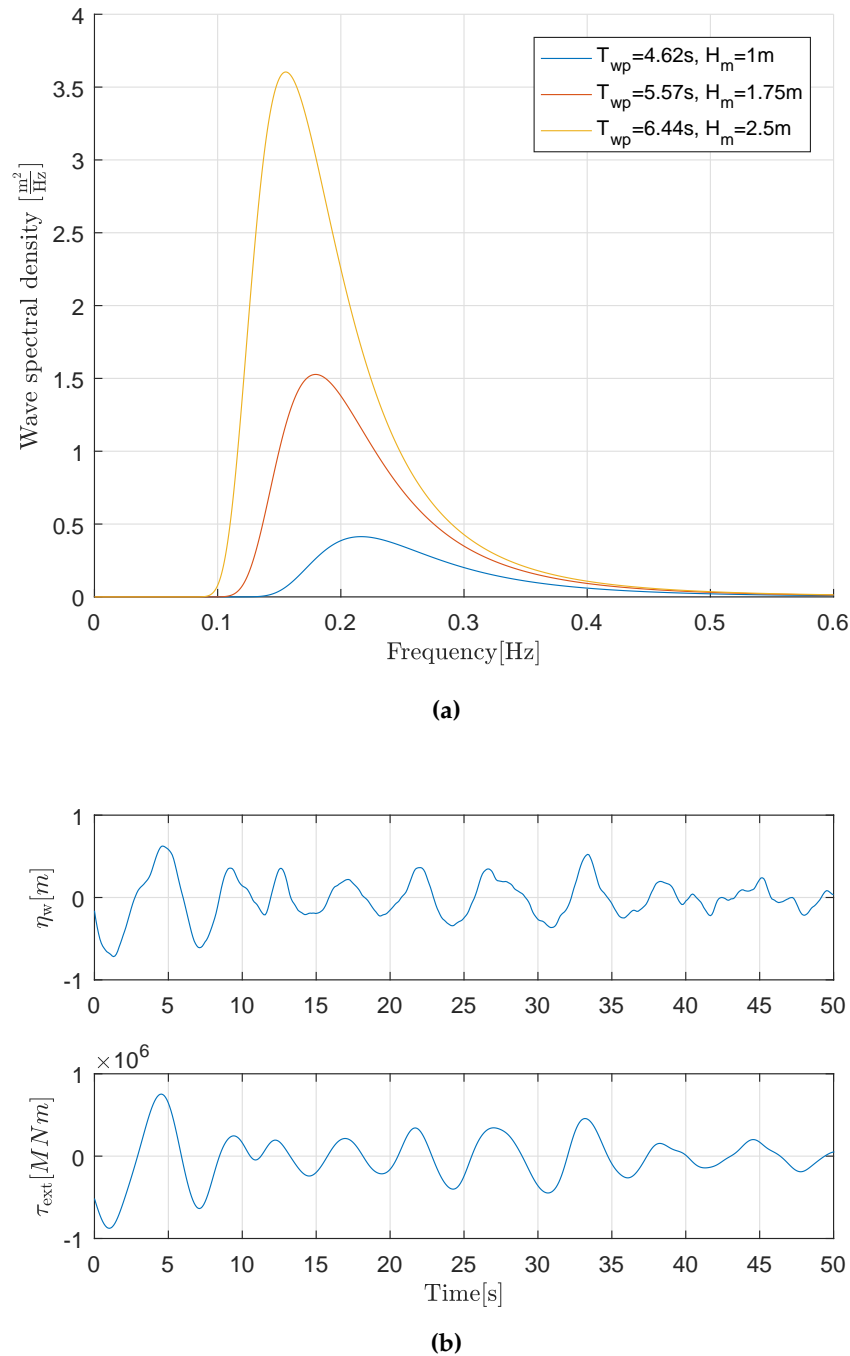 4
3.5
3
2.5
2
1.5
1
0.5
0
Wave spectral density [m²/Hz]
T_wp=4.62s, H_m=1m
T_wp=5.57s, H_m=1.75m
T_wp=6.44s, H_m=2.5m
0 0.1 0.2 0.3 0.4 0.5 0.6
Frequency[Hz]
(a)
1
0
-1
η_w[m]
0 5 10 15 20 25 30 35 40 45 50
×10⁶
1
0
-1
τ_ext[MNm]
0 5 10 15 20 25 30 35 40 45 50
Time[s]
(b)